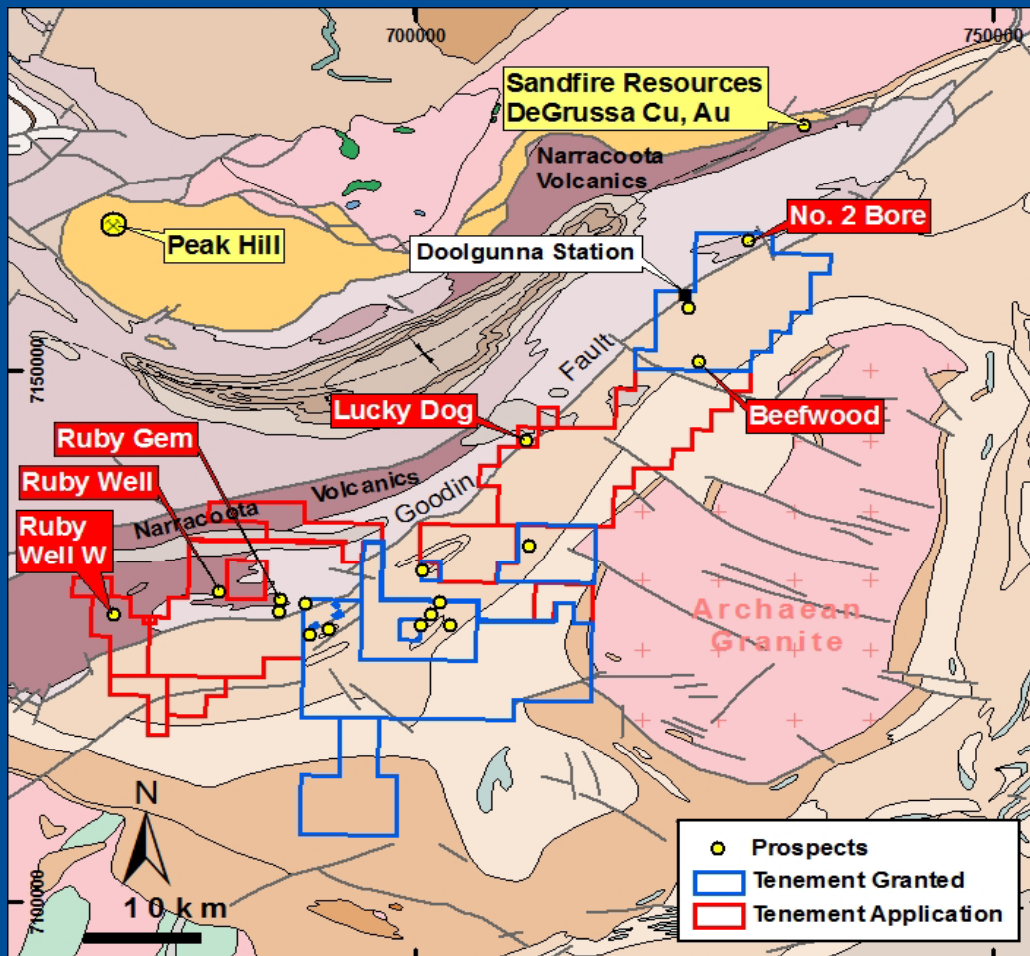 700000
750000
Sandfire Resources
DeGrussa Cu, Au
Narracoota
Volcanics
No. 2 Bore
Peak Hill
Doolgunna Station
7150000
Fault
Lucky Dog
Beefwood
Ruby Gem
Ruby Well
Volcanics
Goodin
Narracoota
Ruby
Well W
Archaean
Granite
N
7100000
10km
Prospects
Tenement Granted
Tenement Application